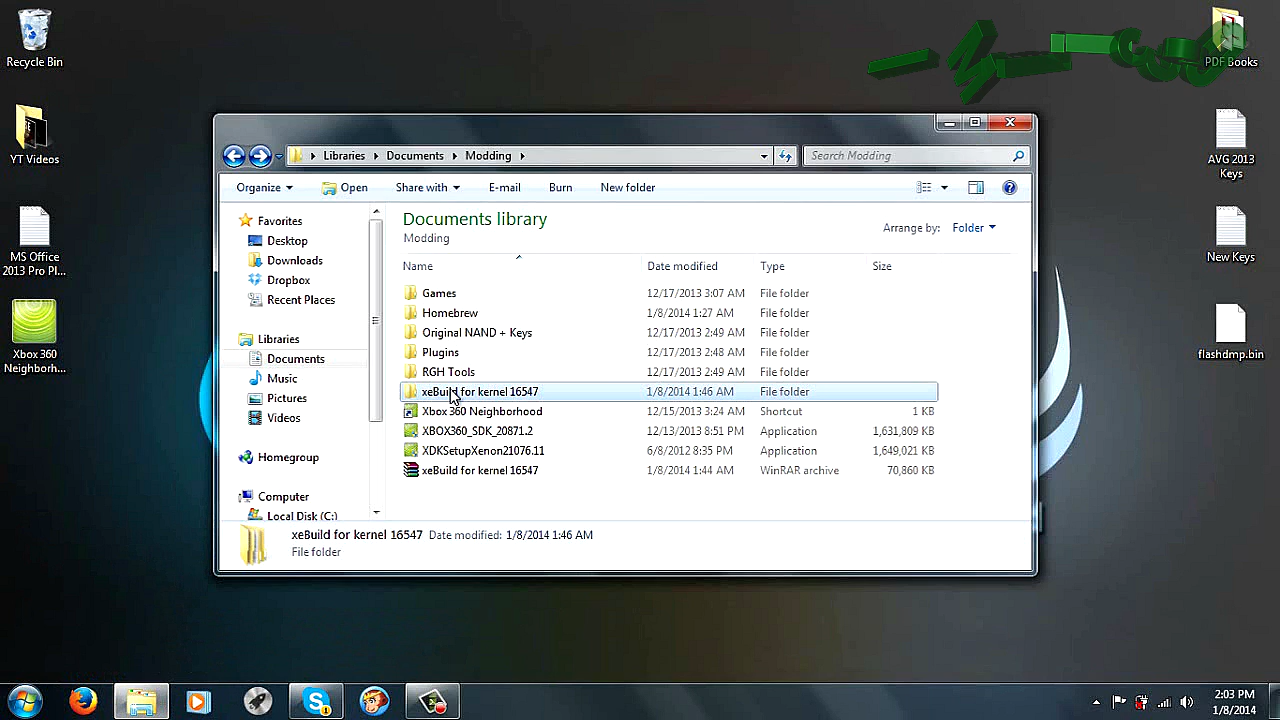 Recycle Bin
YT Videos
MS Office
2013 Pro Pl...
Xbox 360
Neighborh...
PDF Books
AVG 2013
Keys
New Keys
flashdmp.bin
Libraries Documents Modding
Search Modding
Organize Open Share with E-mail Burn New folder
Favorites
Desktop
Downloads
Dropbox
Recent Places
Libraries
Documents
Music
Pictures
Videos
Homegroup
Computer
Local Disk (C:)
Documents library
Modding
Arrange by: Folder
Name Date modified Type Size
Games 12/17/2013 3:07 AM File folder
Homebrew 1/8/2014 1:27 AM File folder
Original NAND + Keys 12/17/2013 2:49 AM File folder
Plugins 12/17/2013 2:48 AM File folder
RGH Tools 12/17/2013 2:49 AM File folder
xeBuild for kernel 16547 1/8/2014 1:46 AM File folder
Xbox 360 Neighborhood 12/15/2013 3:24 AM Shortcut 1 KB
XBOX360_SDK_20871.2 12/13/2013 8:51 PM Application 1,631,809 KB
XDKSetupXenon21076.11 6/8/2012 8:35 PM Application 1,649,021 KB
xeBuild for kernel 16547 1/8/2014 1:44 AM WinRAR archive 70,860 KB
xeBuild for kernel 16547 Date modified: 1/8/2014 1:46 AM
File folder
2:03 PM
1/8/2014